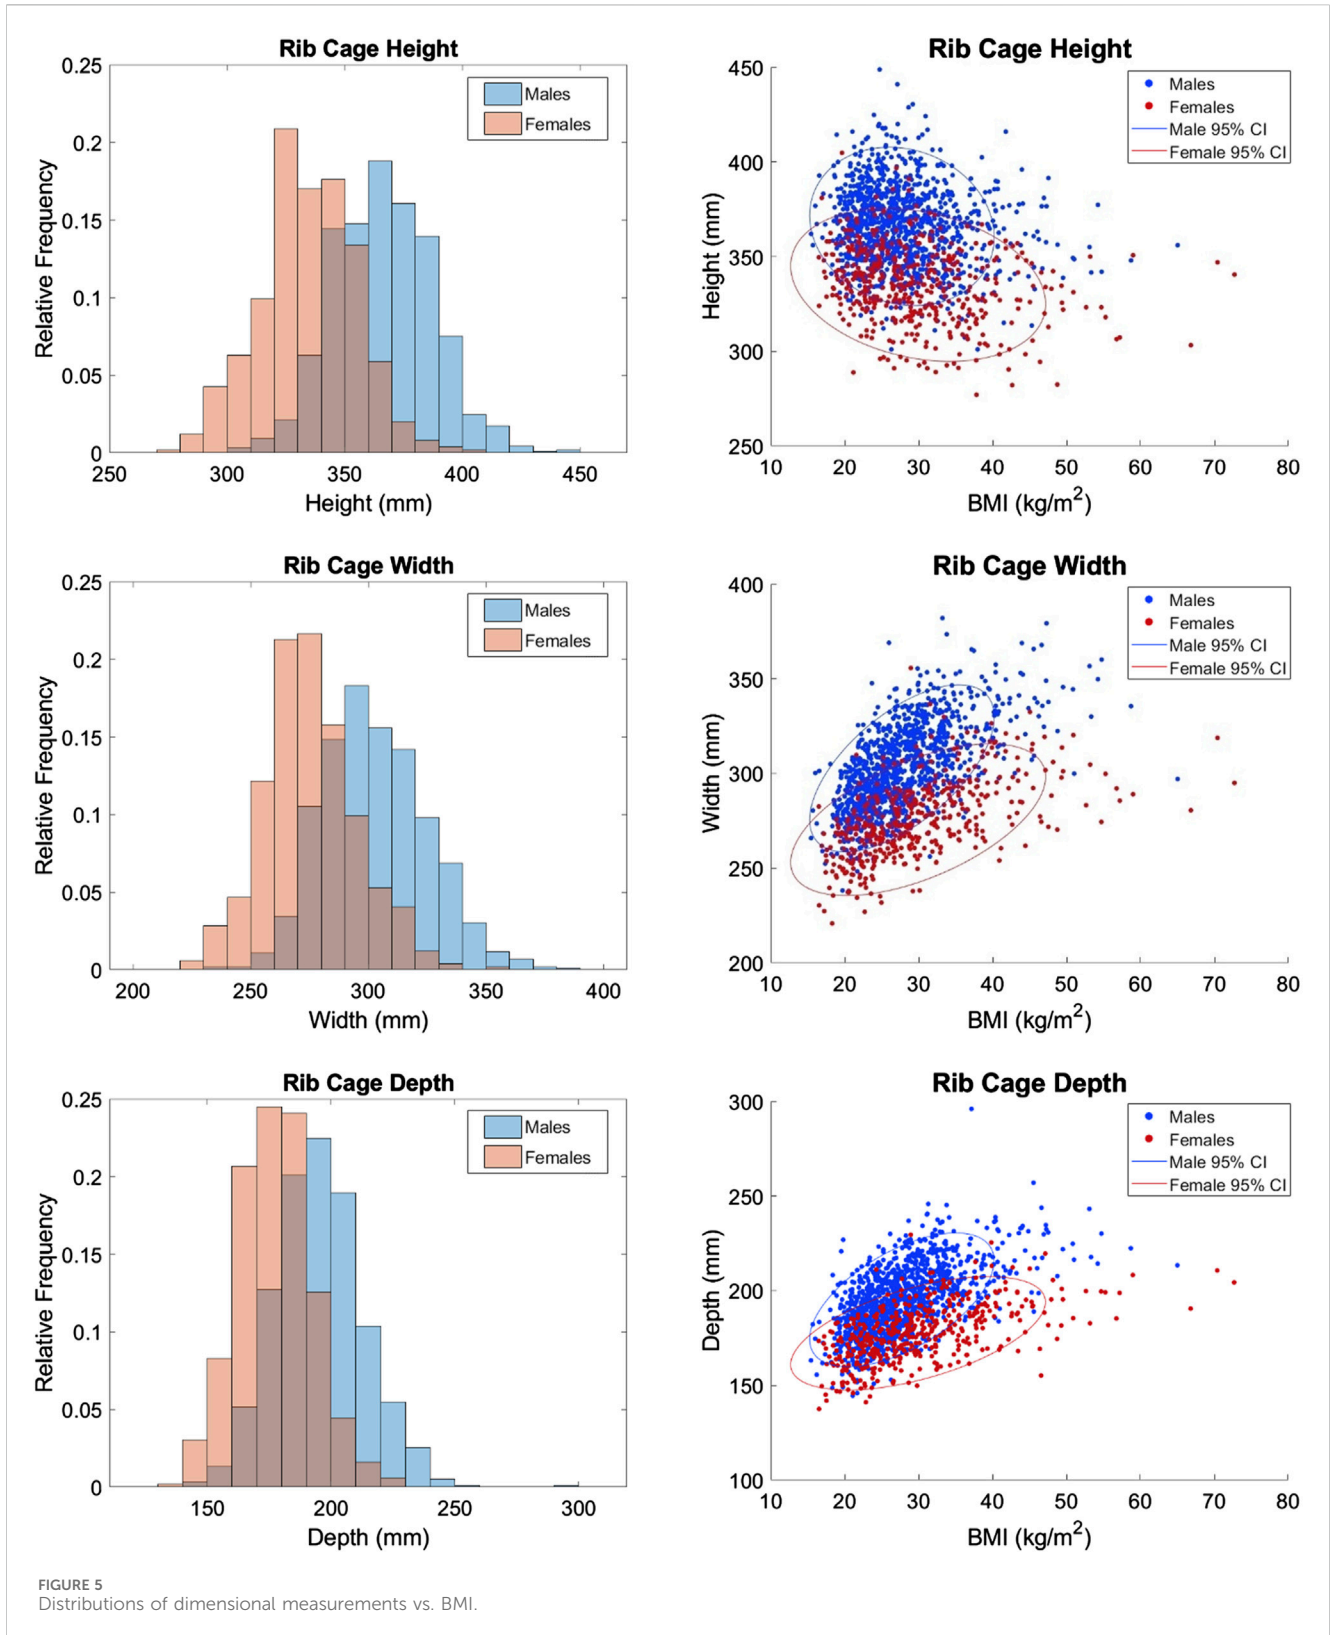 Rib Cage Height
0.25
0.2
0.15
0.1
0.05
0
Relative Frequency
Males
Females
250 300 350 400 450
Height (mm)
Rib Cage Height
450
400
350
300
250
Height (mm)
Males
Females
Male 95% CI
Female 95% CI
10 20 30 40 50 60 70 80
BMI (kg/m²)
Rib Cage Width
0.25
0.2
0.15
0.1
0.05
0
Relative Frequency
Males
Females
200 250 300 350 400
Width (mm)
Rib Cage Width
400
350
300
250
200
Width (mm)
Males
Females
Male 95% CI
Female 95% CI
10 20 30 40 50 60 70 80
BMI (kg/m²)
Rib Cage Depth
0.25
0.2
0.15
0.1
0.05
0
Relative Frequency
Males
Females
150 200 250 300
Depth (mm)
Rib Cage Depth
300
250
200
150
100
Depth (mm)
Males
Females
Male 95% CI
Female 95% CI
10 20 30 40 50 60 70 80
BMI (kg/m²)
FIGURE 5
Distributions of dimensional measurements vs. BMI.